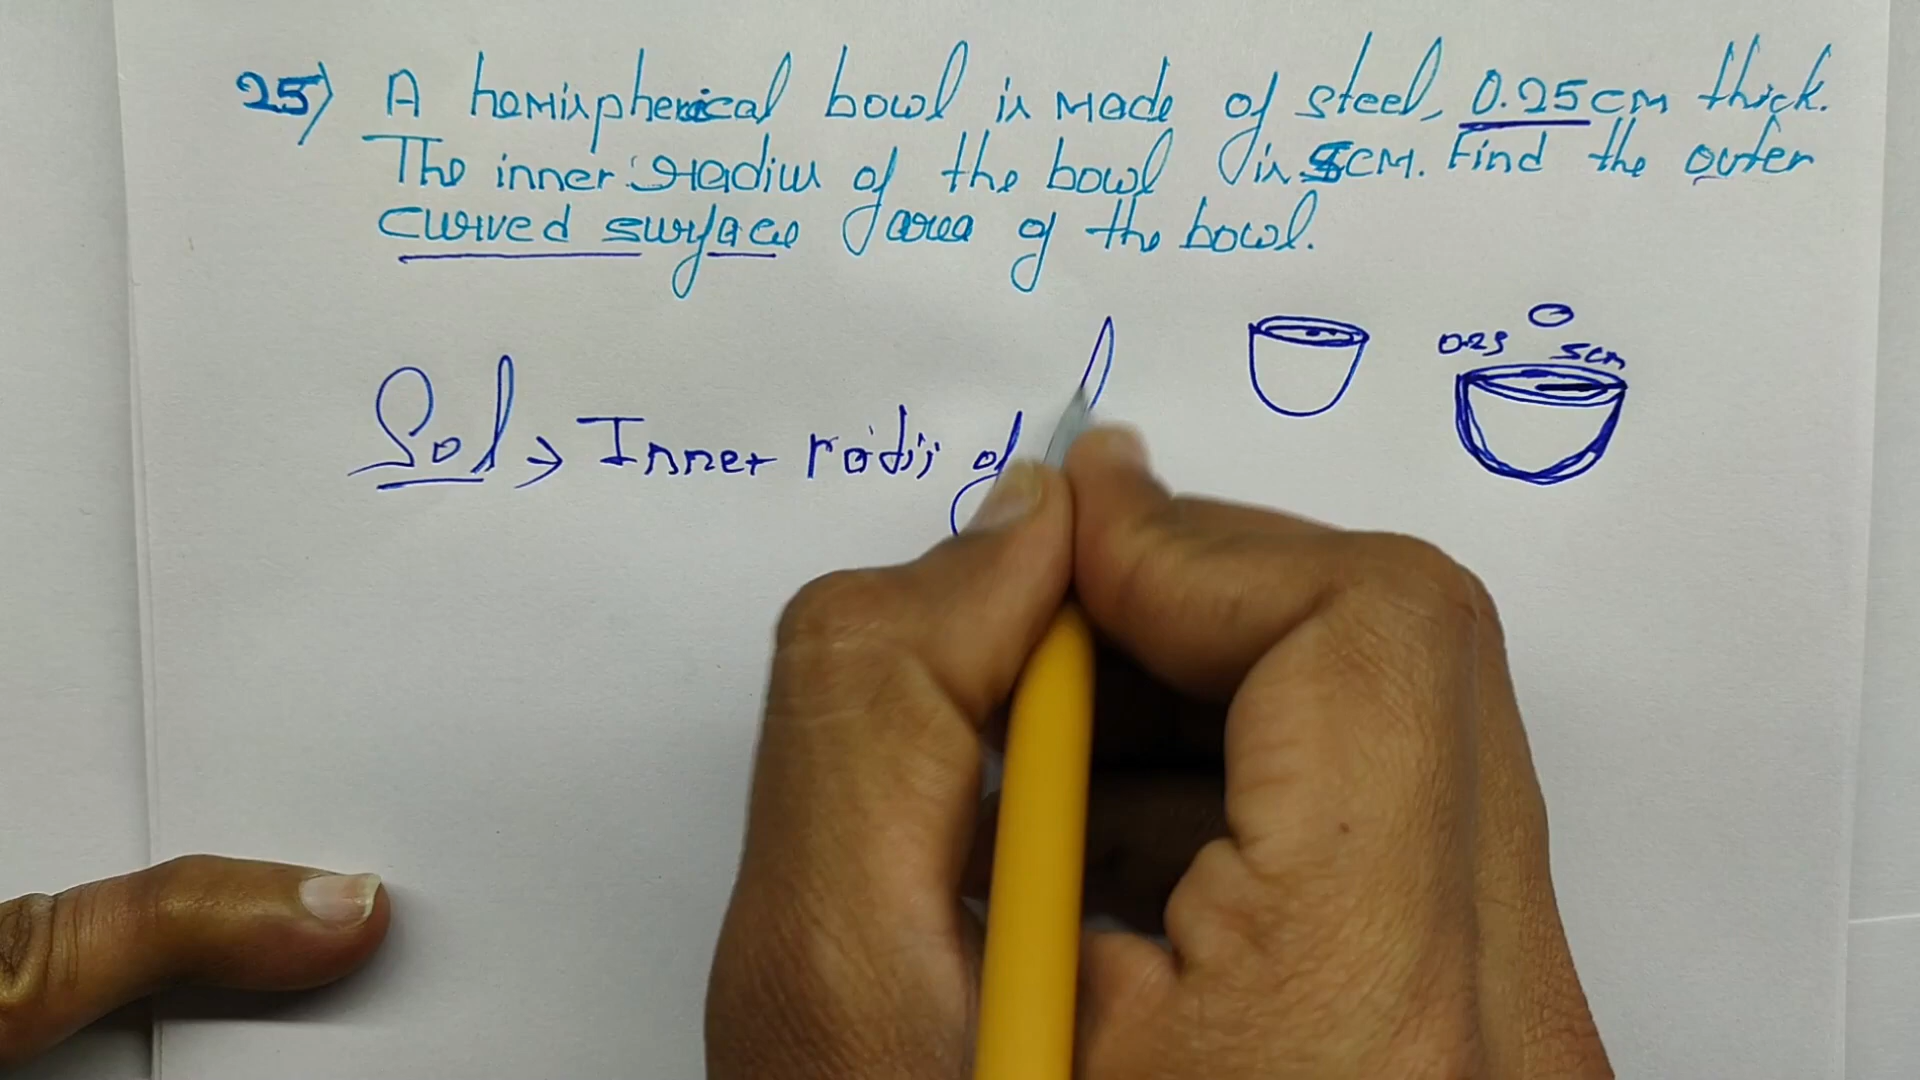 25) A hemispherical bowl is made of steel, 0.25cm thick.
The inner radius of the bowl is 5cm. Find the outer
curved surface area of the bowl.
0.25 5cm
Sol → Inner radii of